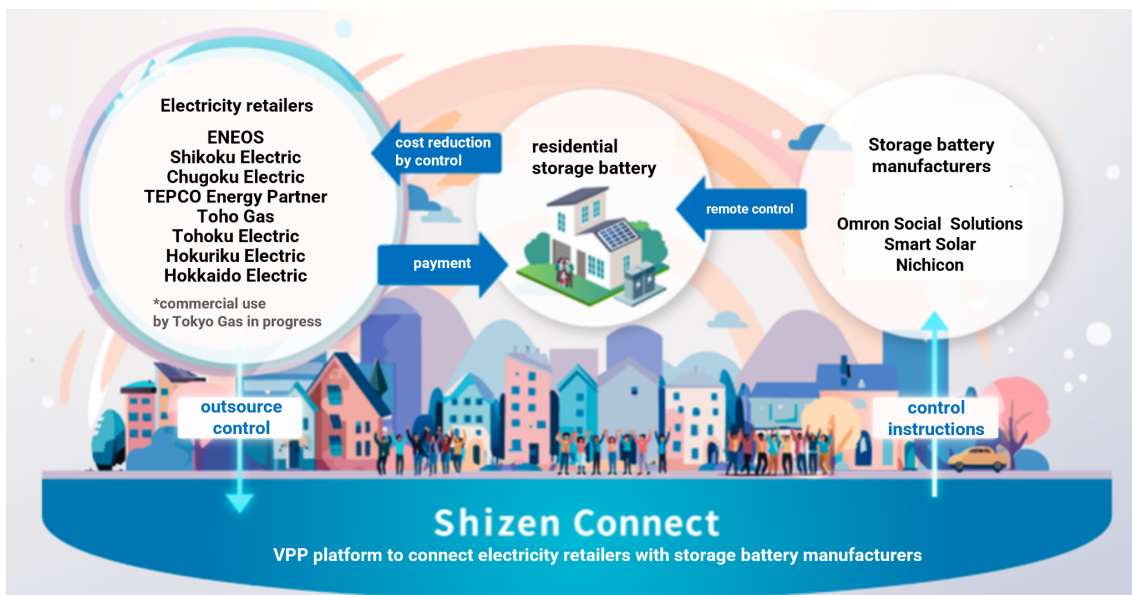 Electricity retailers
ENEOS
Shikoku Electric
Chugoku Electric
TEPCO Energy Partner
Toho Gas
Tohoku Electric
Hokuriku Electric
Hokkaido Electric
*commercial use
by Tokyo Gas in progress
cost reduction
by control
payment
residential
storage battery
remote control
Storage battery
manufacturers
Omron Social Solutions
Smart Solar
Nichicon
outsource
control
control
instructions
Shizen Connect
VPP platform to connect electricity retailers with storage battery manufacturers